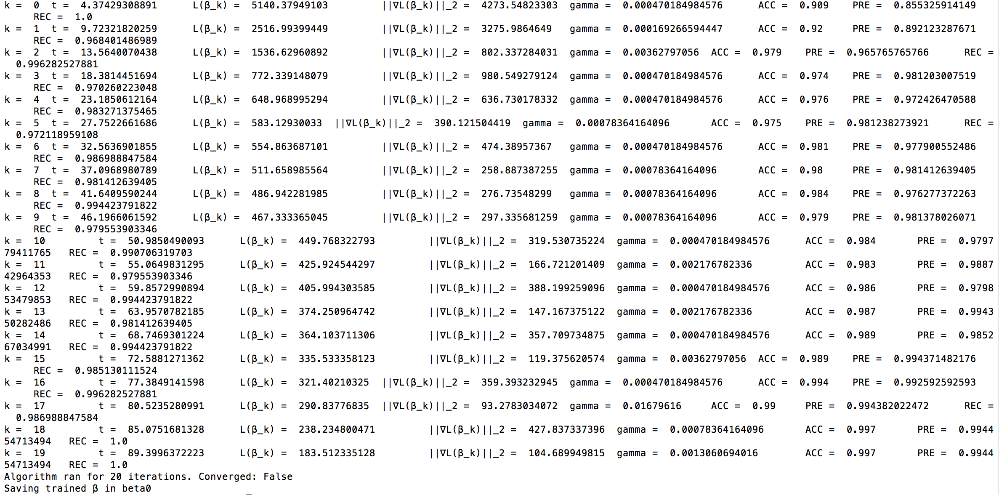 k =  0  t =  4.37429308891      L(β_k) =  5140.37949103         ||∇L(β_k)||_2 =  4273.54823303  gamma =  0.000470184984576      ACC =  0.909    PRE =  0.855325914149
     REC =  1.0
k =  1  t =  9.72321820259      L(β_k) =  2516.99399449         ||∇L(β_k)||_2 =  3275.9864649   gamma =  0.000169266594447      ACC =  0.92     PRE =  0.892123287671
     REC =  0.968401486989
k =  2  t =  13.5640070438      L(β_k) =  1536.62960892         ||∇L(β_k)||_2 =  802.337284031  gamma =  0.00362797056  ACC =  0.979    PRE =  0.965765765766      REC =
  0.996282527881
k =  3  t =  18.3814451694      L(β_k) =  772.339148079         ||∇L(β_k)||_2 =  980.549279124  gamma =  0.000470184984576      ACC =  0.974    PRE =  0.981203007519
     REC =  0.970260223048
k =  4  t =  23.1850612164      L(β_k) =  648.968995294         ||∇L(β_k)||_2 =  636.730178332  gamma =  0.000470184984576      ACC =  0.976    PRE =  0.972426470588
     REC =  0.983271375465
k =  5  t =  27.7522661686      L(β_k) =  583.12930033  ||∇L(β_k)||_2 =  390.121504419  gamma =  0.00078364164096       ACC =  0.975    PRE =  0.981238273921      REC =
  0.972118959108
k =  6  t =  32.5636901855      L(β_k) =  554.863687101         ||∇L(β_k)||_2 =  474.38957367   gamma =  0.000470184984576      ACC =  0.981    PRE =  0.977900552486
     REC =  0.986988847584
k =  7  t =  37.0968980789      L(β_k) =  511.658985564         ||∇L(β_k)||_2 =  258.887387255  gamma =  0.00078364164096       ACC =  0.98     PRE =  0.981412639405
     REC =  0.981412639405
k =  8  t =  41.6409590244      L(β_k) =  486.942281985         ||∇L(β_k)||_2 =  276.73548299   gamma =  0.00078364164096       ACC =  0.984    PRE =  0.976277372263
     REC =  0.994423791822
k =  9  t =  46.1966061592      L(β_k) =  467.333365045         ||∇L(β_k)||_2 =  297.335681259  gamma =  0.00078364164096       ACC =  0.979    PRE =  0.981378026071
     REC =  0.979553903346
k =  10         t =  50.9850490093      L(β_k) =  449.768322793         ||∇L(β_k)||_2 =  319.530735224  gamma =  0.000470184984576      ACC =  0.984       PRE =  0.9797
79411765   REC =  0.990706319703
k =  11         t =  55.0649831295      L(β_k) =  425.924544297         ||∇L(β_k)||_2 =  166.721201409  gamma =  0.002176782336         ACC =  0.983       PRE =  0.9887
42964353   REC =  0.979553903346
k =  12         t =  59.8572990894      L(β_k) =  405.994303585         ||∇L(β_k)||_2 =  388.199259096  gamma =  0.000470184984576      ACC =  0.986       PRE =  0.9798
53479853   REC =  0.994423791822
k =  13         t =  63.9570782185      L(β_k) =  374.250964742         ||∇L(β_k)||_2 =  147.167375122  gamma =  0.002176782336         ACC =  0.987       PRE =  0.9943
50282486   REC =  0.981412639405
k =  14         t =  68.7469301224      L(β_k) =  364.103711306         ||∇L(β_k)||_2 =  357.709734875  gamma =  0.000470184984576      ACC =  0.989       PRE =  0.9852
67034991   REC =  0.994423791822
k =  15         t =  72.5881271362      L(β_k) =  335.533358123         ||∇L(β_k)||_2 =  119.375620574  gamma =  0.00362797056  ACC =  0.989    PRE =  0.994371482176
     REC =  0.985130111524
k =  16         t =  77.3849141598      L(β_k) =  321.40210325  ||∇L(β_k)||_2 =  359.393232945  gamma =  0.000470184984576      ACC =  0.994    PRE =  0.992592592593
     REC =  0.996282527881
k =  17         t =  80.5235280991      L(β_k) =  290.83776835  ||∇L(β_k)||_2 =  93.2783034072  gamma =  0.01679616     ACC =  0.99     PRE =  0.994382022472      REC =
  0.986988847584
k =  18         t =  85.0751681328      L(β_k) =  238.234800471         ||∇L(β_k)||_2 =  427.837337396  gamma =  0.00078364164096       ACC =  0.997       PRE =  0.9944
54713494   REC =  1.0
k =  19         t =  89.3996372223      L(β_k) =  183.512335128         ||∇L(β_k)||_2 =  104.689949815  gamma =  0.0013060694016        ACC =  0.997       PRE =  0.9944
54713494   REC =  1.0
Algorithm ran for 20 iterations. Converged: False
Saving trained β in beta0